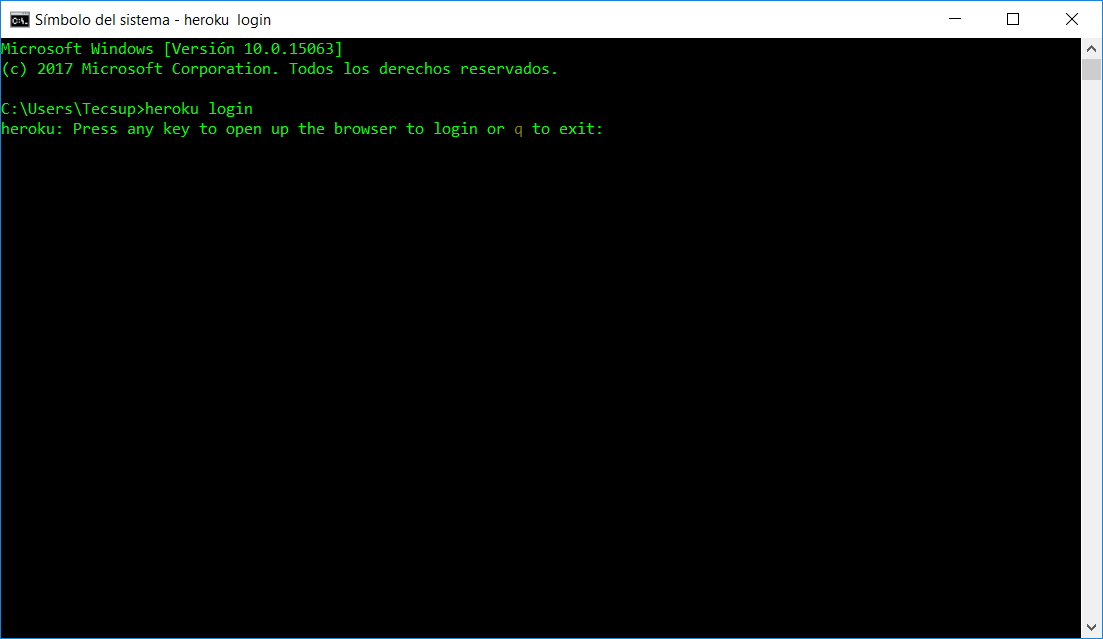 Símbolo del sistema - heroku  login
Microsoft Windows [Versión 10.0.15063]
(c) 2017 Microsoft Corporation. Todos los derechos reservados.
C:\Users\Tecsup>heroku login
heroku: Press any key to open up the browser to login or q to exit: